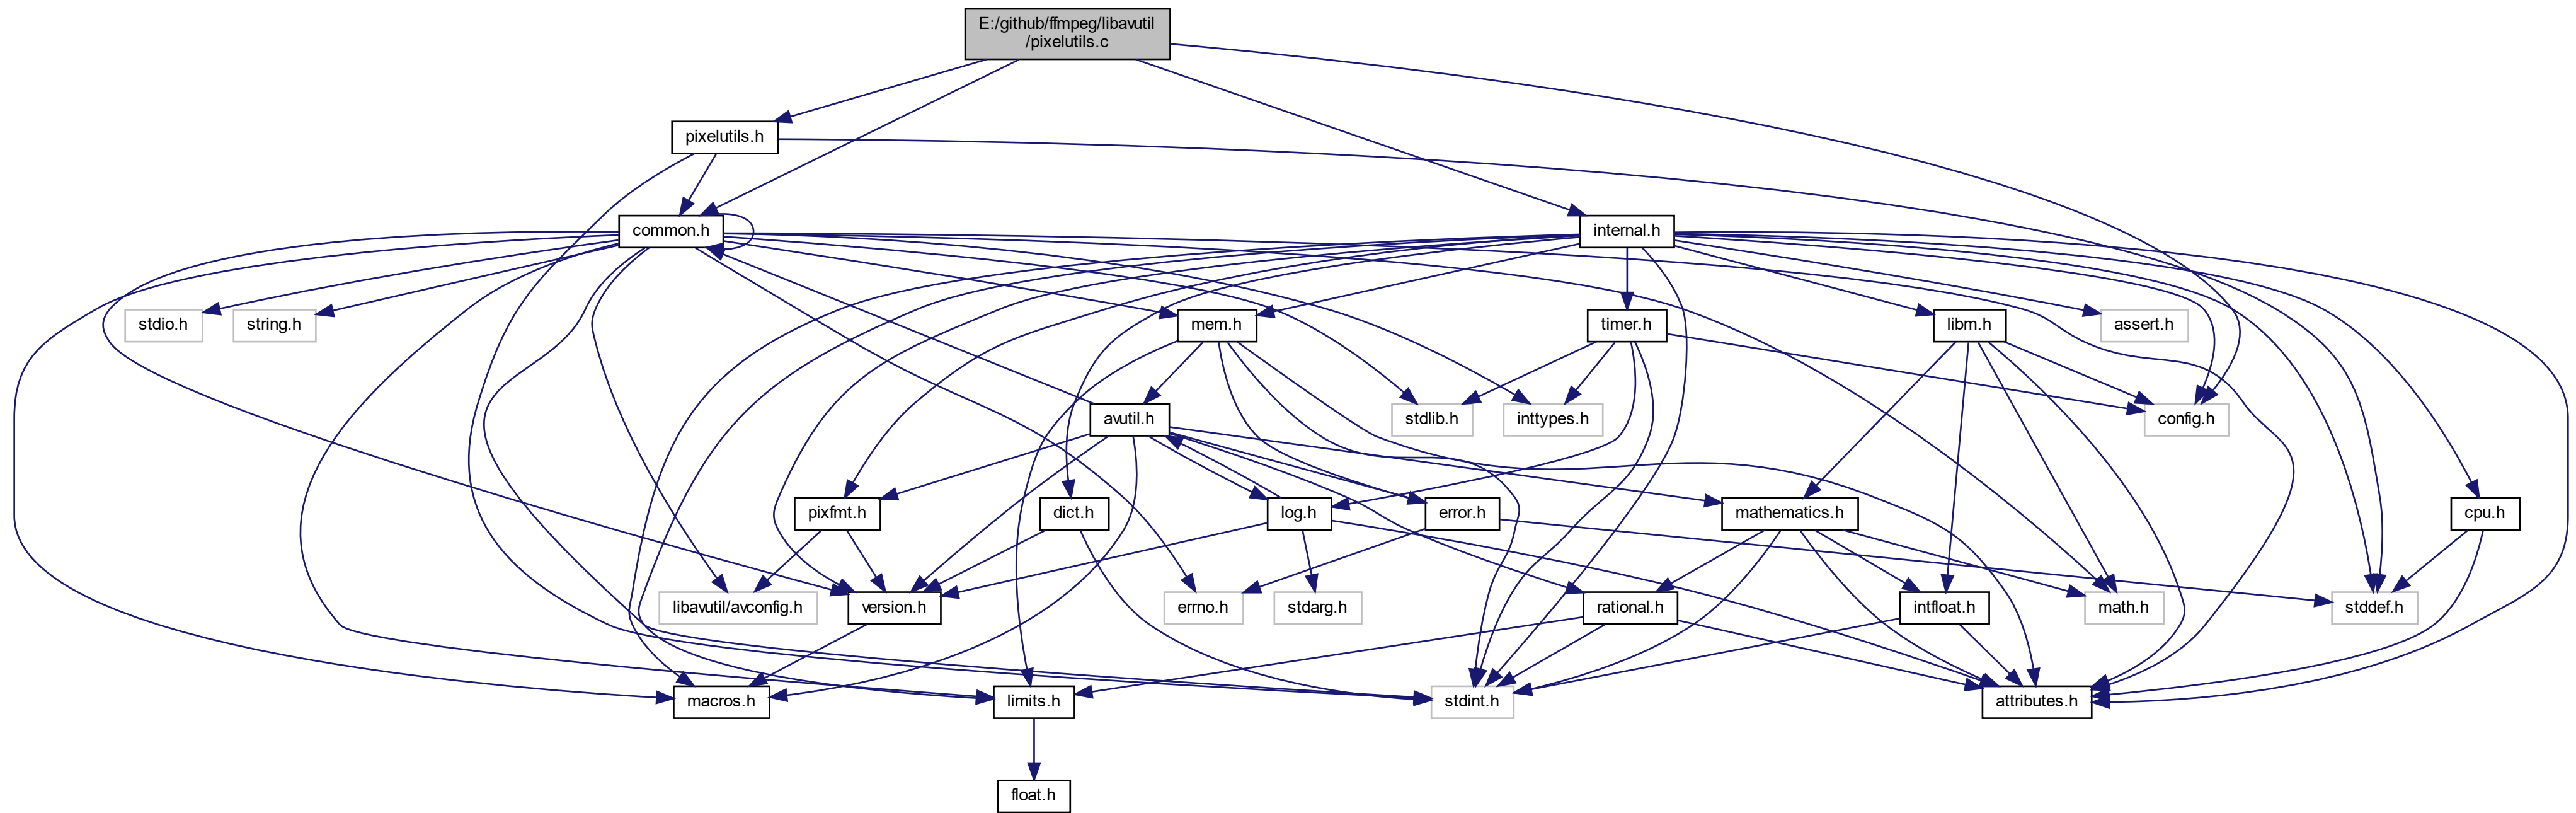 E:/github/ffmpeg/libavutil
/pixelutils.c
pixelutils.h
common.h
internal.h
stdio.h
string.h
mem.h
timer.h
libm.h
assert.h
avutil.h
stdlib.h
inttypes.h
config.h
pixfmt.h
dict.h
log.h
error.h
mathematics.h
cpu.h
libavutil/avconfig.h
version.h
errno.h
stdarg.h
rational.h
intfloat.h
math.h
stddef.h
macros.h
limits.h
stdint.h
attributes.h
float.h